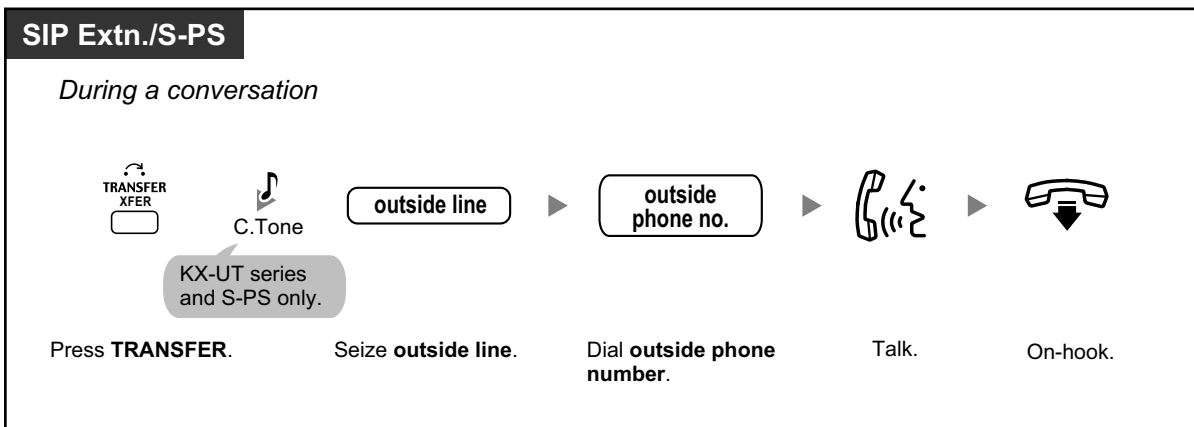 SIP Extn./S-PS
During a conversation
TRANSFER
XFER
C.Tone
KX-UT series
and S-PS only.
outside line
outside
phone no.
Press TRANSFER.
Seize outside line.
Dial outside phone
number.
Talk.
On-hook.